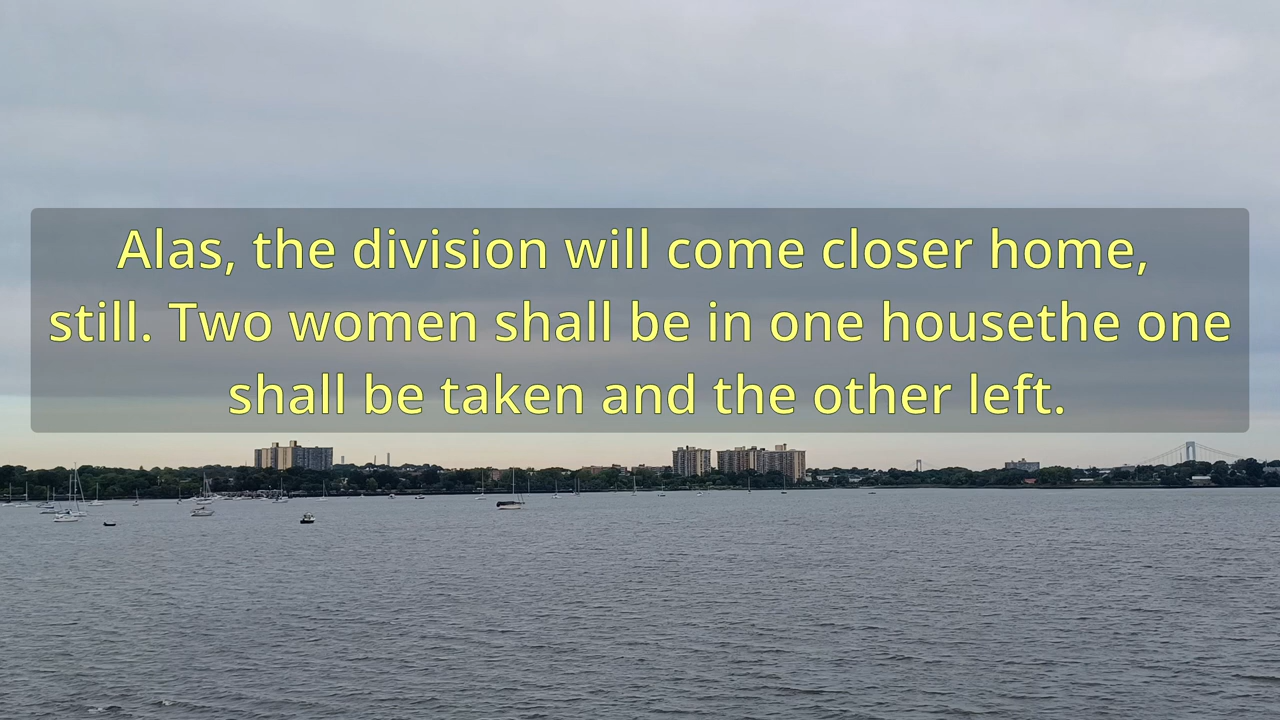 Alas, the division will come closer home,
still. Two women shall be in one housethe one
shall be taken and the other left.